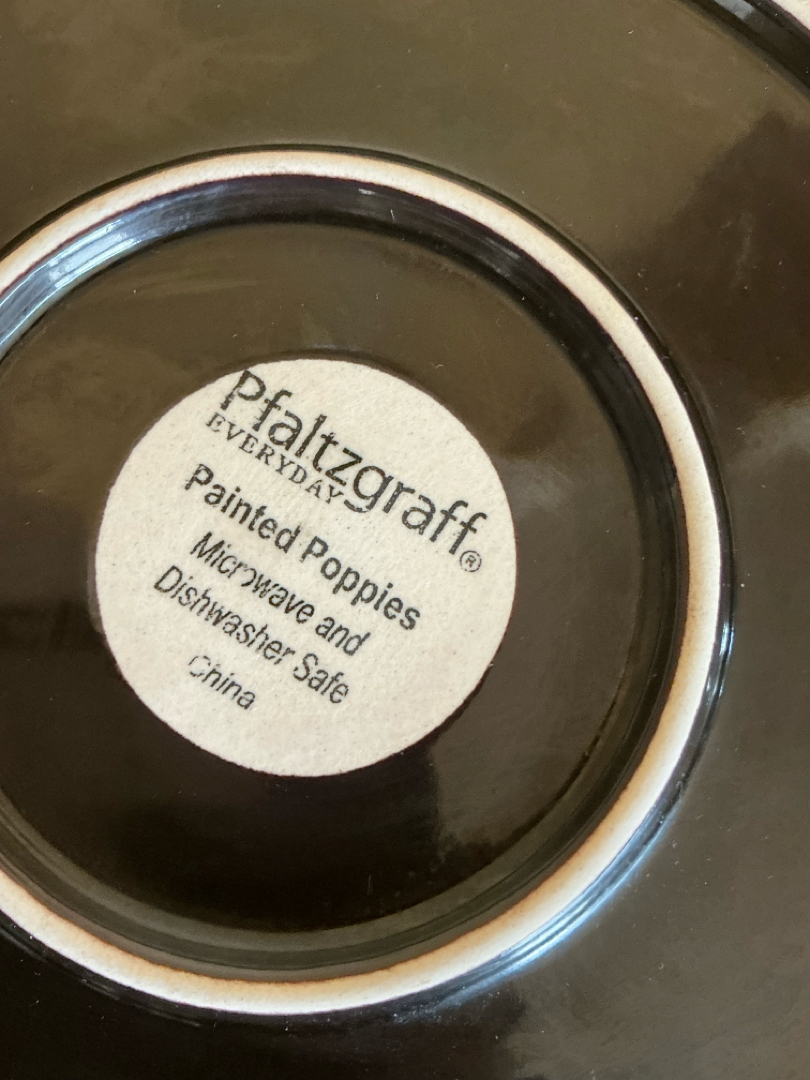 Pfaltzgraff®
EVERYDAY
Painted Poppies
Microwave and
Dishwasher Safe
China